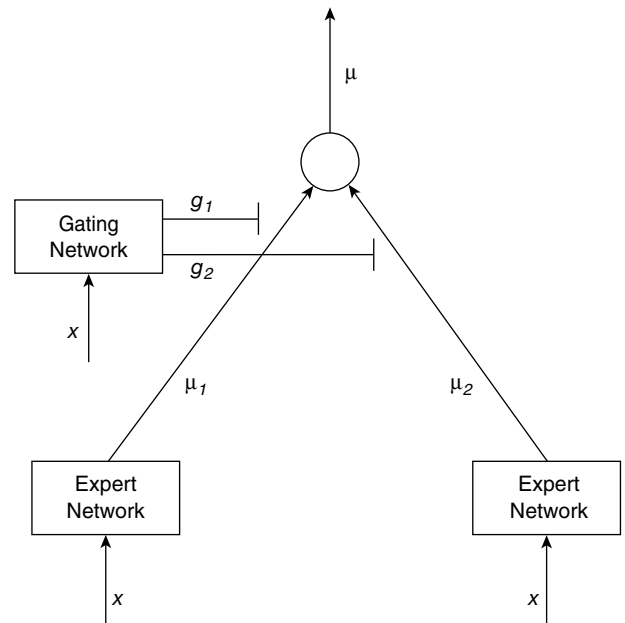 μ
g1
Gating
Network
g2
x
μ1
μ2
Expert
Network
Expert
Network
x
x